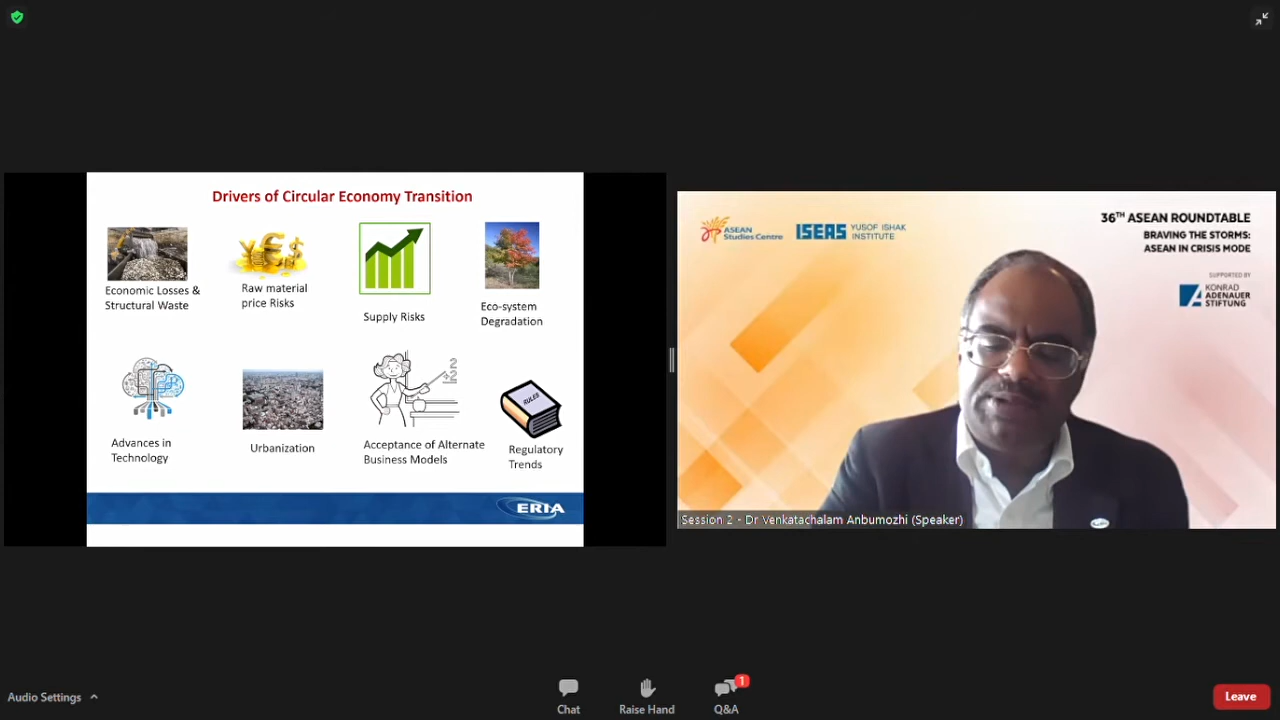 Drivers of Circular Economy Transition
Economic Losses &
Structural Waste
Raw material
price Risks
Supply Risks
Eco-system
Degradation
Advances in
Technology
Urbanization
2
+2
Acceptance of Alternate
Business Models
RULES
Regulatory
Trends
ERIA
ASEAN
Studies Centre
ISEAS YUSOF ISHAK
INSTITUTE
36TH ASEAN ROUNDTABLE
BRAVING THE STORMS:
ASEAN IN CRISIS MODE
SUPPORTED BY
KONRAD
ADENAUER
STIFTUNG
Session 2 - Dr Venkatachalam Anbumozhi (Speaker)
Audio Settings
Chat
Raise Hand
1
Q&A
Leave